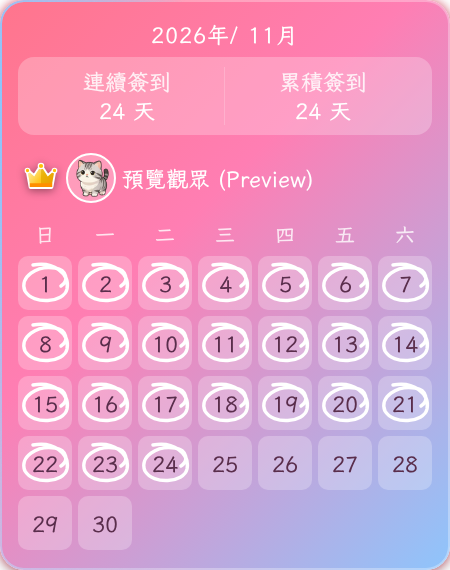 2026年/ 11月
連續簽到 累積簽到
24 天 24 天
預覽觀眾 (Preview)
日 一 二 三 四 五 六
1 2 3 4 5 6 7
8 9 10 11 12 13 14
15 16 17 18 19 20 21
22 23 24 25 26 27 28
29 30